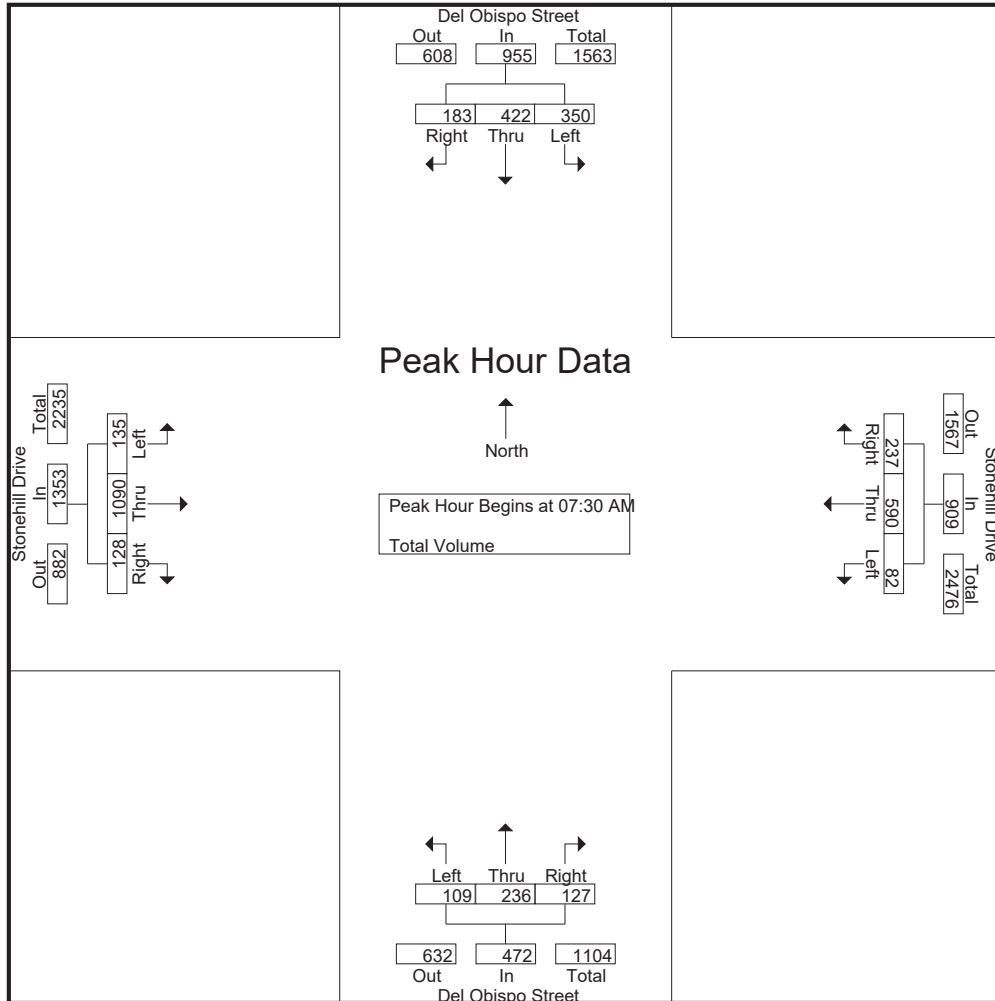 Del Obispo Street
Out In Total
608 955 1563
183 422 350
Right Thru Left
Peak Hour Data
North
Peak Hour Begins at 07:30 AM
Total Volume
Stonehill Drive
Total In Out
2235 1353 882
135 1090 128
Left Thru Right
Stonehill Drive
Out In Total
1567 909 2476
237 590 82
Right Thru Left
Left Thru Right
109 236 127
632 472 1104
Out In Total
Del Obispo Street